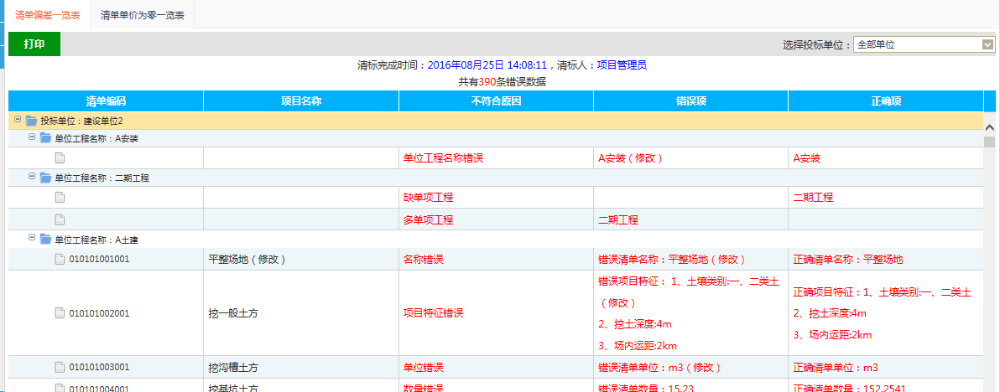 清单偏差一览表 清单单价为零一览表
打印 选择投标单位： 全部单位
清标完成时间：2016年08月25日 14:08:11，清标人：项目管理员
共有390条错误数据
清单编码 项目名称 不符合原因 错误项 正确项
投标单位：建设单位2
单位工程名称：A安装
单位工程名称错误 A安装（修改） A安装
单位工程名称：二期工程
缺单项工程 二期工程
多单项工程 二期工程
单位工程名称：A土建
010101001001 平整场地（修改） 名称错误 错误清单名称：平整场地（修改） 正确清单名称：平整场地
010101002001 挖一般土方 项目特征错误
错误项目特征： 1、土壤类别:一、二类土
（修改）
2、挖土深度:4m
3、场内运距:2km
正确项目特征：1、土壤类别:一、二类土
2、挖土深度:4m
3、场内运距:2km
010101003001 挖沟槽土方 单位错误 错误清单单位：m3（修改） 正确清单单位：m3
010101004001 挖基坑土方 数量错误 错误清单数量：15.23 正确清单数量：152.2541